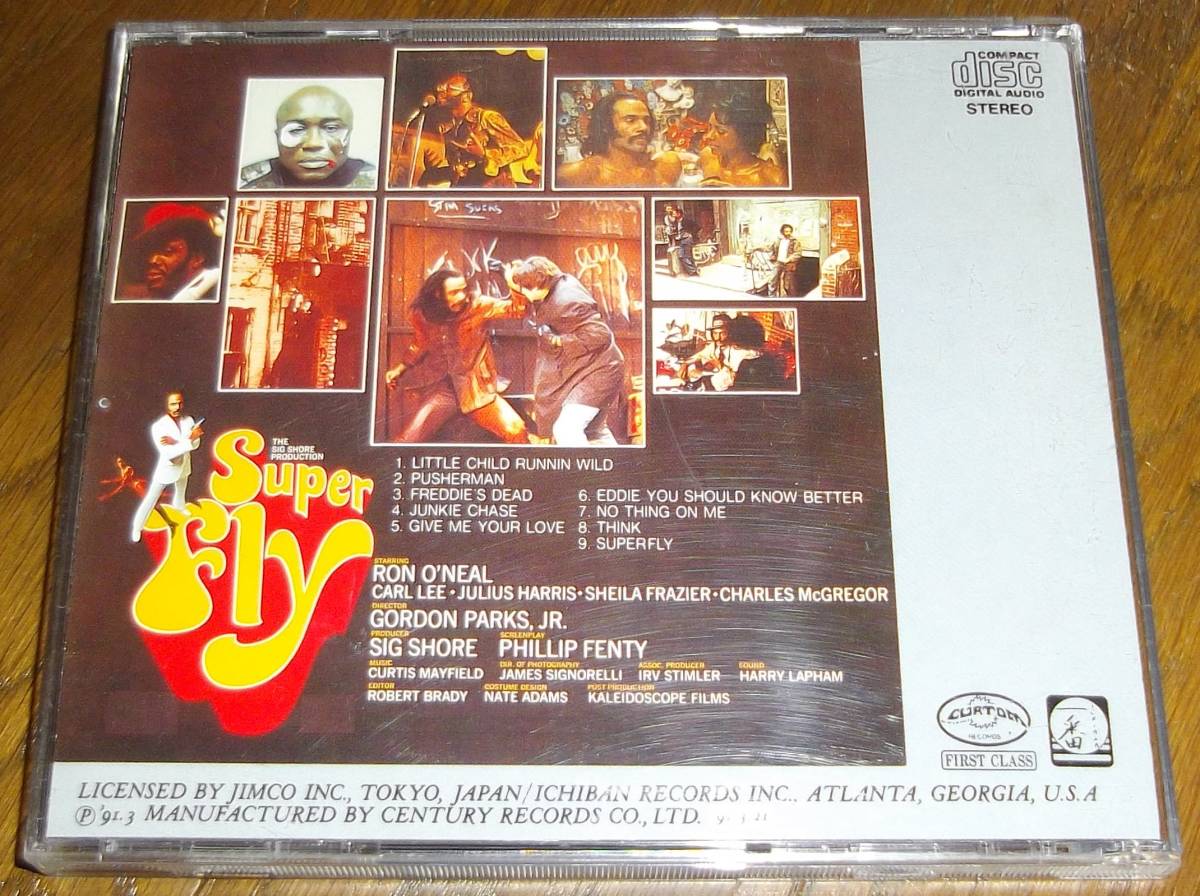 COMPACT
disc
DIGITAL AUDIO
STEREO
THE
SIG SHORE
PRODUCTION
Super
Fly
1. LITTLE CHILD RUNNIN WILD
2. PUSHERMAN
3. FREDDIE'S DEAD
4. JUNKIE CHASE
5. GIVE ME YOUR LOVE
6. EDDIE YOU SHOULD KNOW BETTER
7. NO THING ON ME
8. THINK
9. SUPERFLY
STARRING
RON O'NEAL
CARL LEE • JULIUS HARRIS • SHEILA FRAZIER • CHARLES McGREGOR
DIRECTOR
GORDON PARKS, JR.
PRODUCER SCREENPLAY
SIG SHORE PHILLIP FENTY
MUSIC DIR. OF PHOTOGRAPHY ASSOC. PRODUCER SOUND
CURTIS MAYFIELD JAMES SIGNORELLI IRV STIMLER HARRY LAPHAM
EDITOR COSTUME DESIGN POST PRODUCTION
ROBERT BRADY NATE ADAMS KALEIDOSCOPE FILMS
CURTOM
RECORDS
FIRST CLASS
LICENSED BY JIMCO INC., TOKYO, JAPAN/ICHIBAN RECORDS INC., ATLANTA, GEORGIA, U.S.A
Ⓟ'91.3 MANUFACTURED BY CENTURY RECORDS CO., LTD.